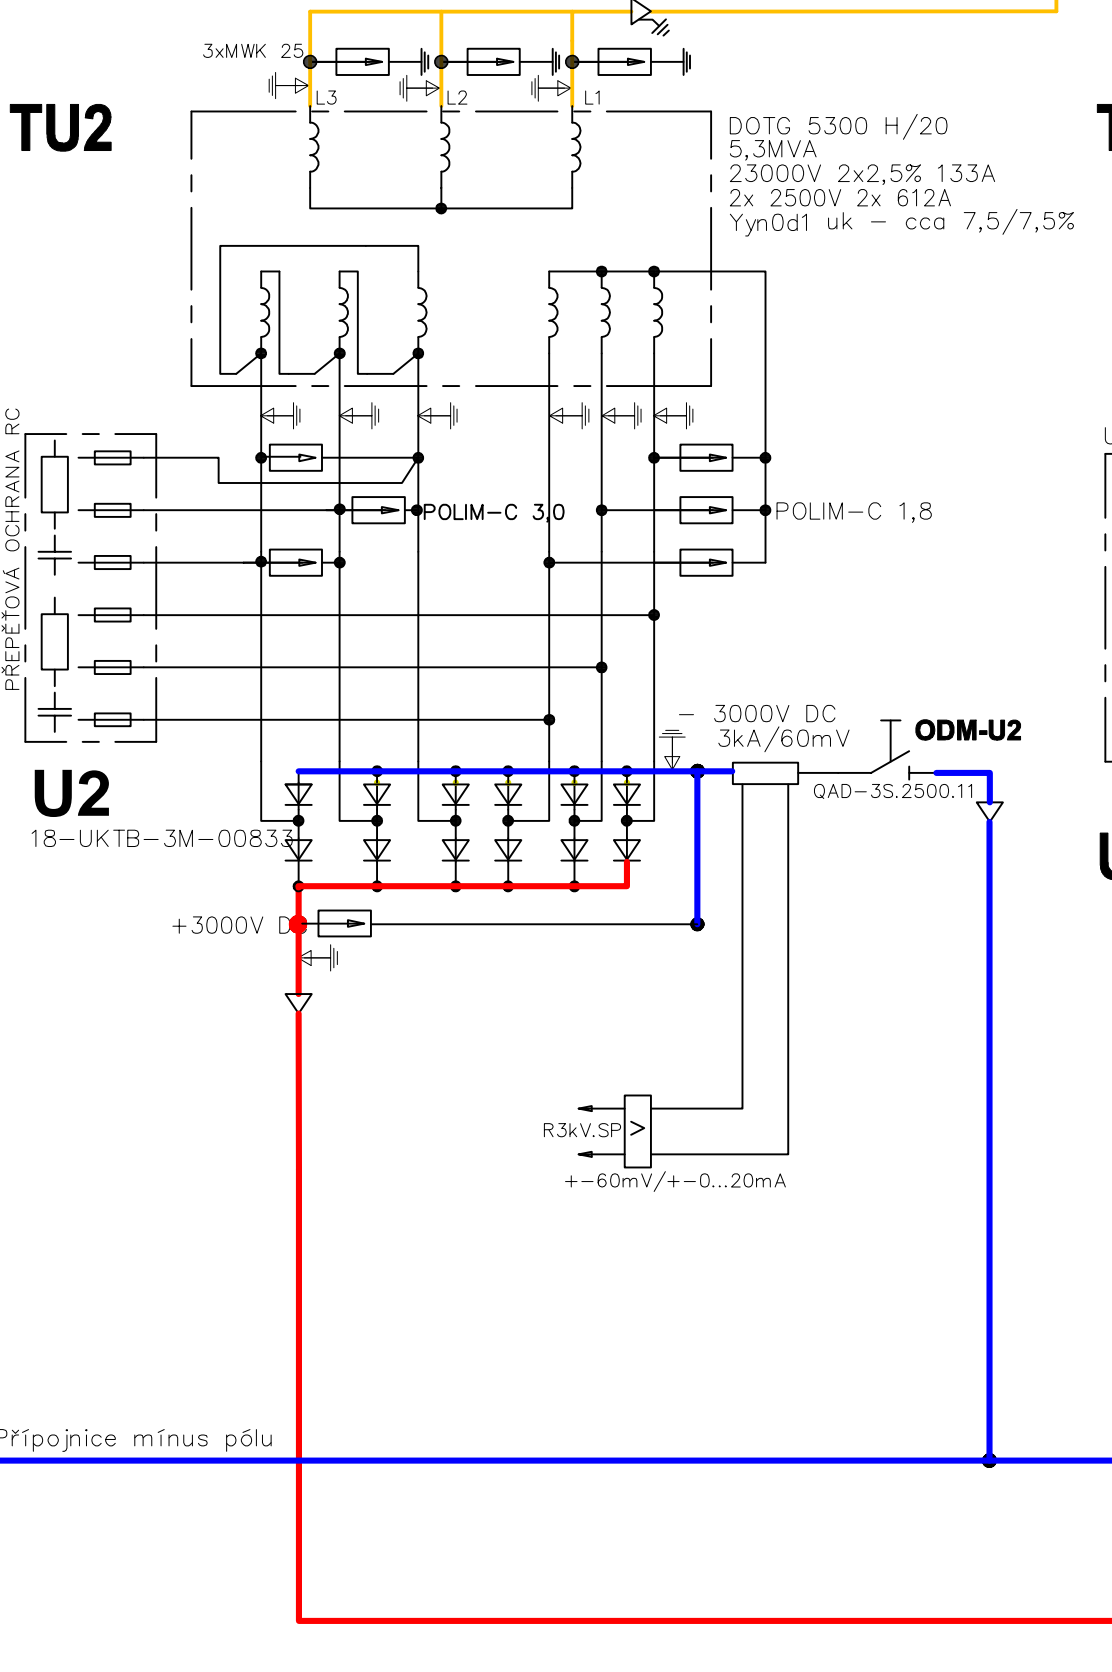 3xMWK 25
L3
L2
L1
TU2
DOTG 5300 H/20
5,3MVA
23000V 2x2,5% 133A
2x 2500V 2x 612A
Yyn0d1 uk – cca 7,5/7,5%
PŘEPĚŤOVÁ OCHRANA RC
POLIM-C 3,0
POLIM-C 1,8
– 3000V DC
3kA/60mV
ODM-U2
QAD-3S.2500.11
U2
18-UKTB-3M-00833
+3000V D
R3kV.SP
>
+-60mV/+-0...20mA
Přípojnice mínus pólu